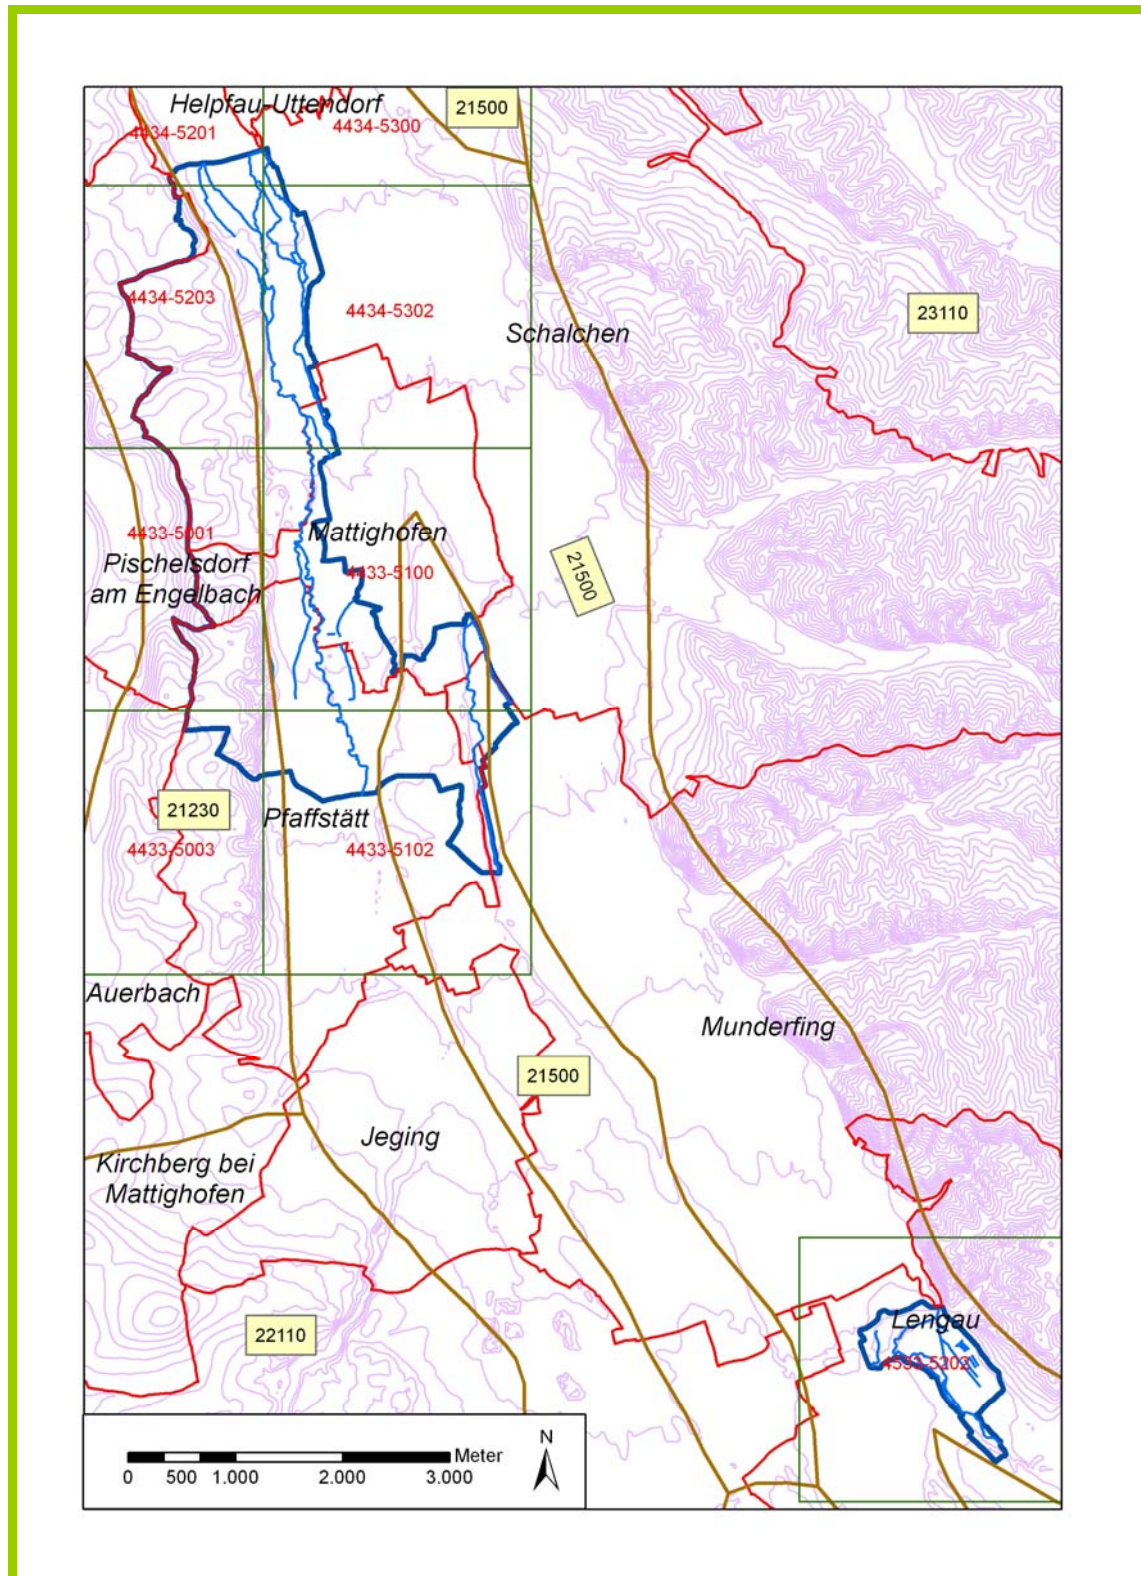 Helpfau-Uttendorf
21500
4434-5201
4434-5300
4434-5203
4434-5302
23110
Schalchen
4433-5001
Mattighofen
Pischelsdorf
am Engelbach
4433-5100
21500
21230
Pfaffstätt
4433-5003
4433-5102
Auerbach
Munderfing
21500
Jeging
Kirchberg bei
Mattighofen
22110
Lengau
4533-5202
Meter
0 500 1.000 2.000 3.000
N